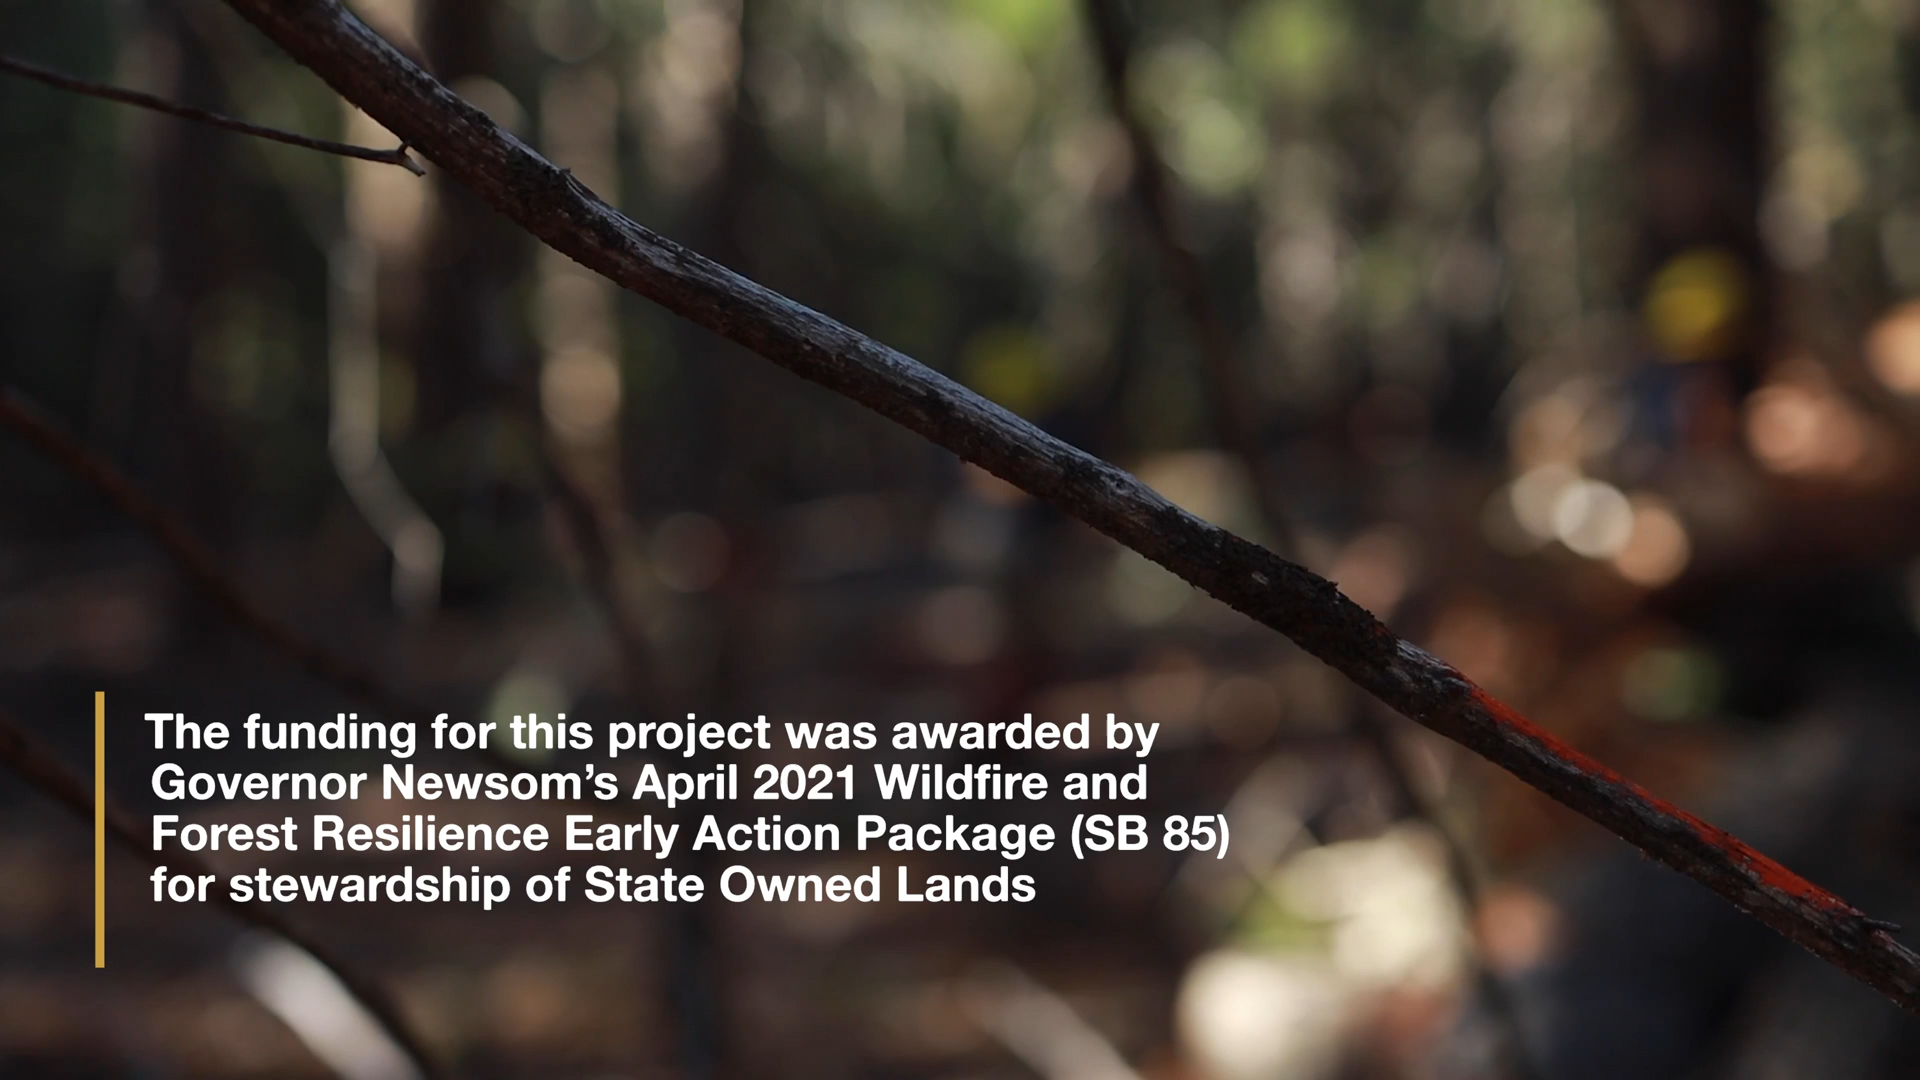 The funding for this project was awarded by
Governor Newsom’s April 2021 Wildfire and
Forest Resilience Early Action Package (SB 85)
for stewardship of State Owned Lands